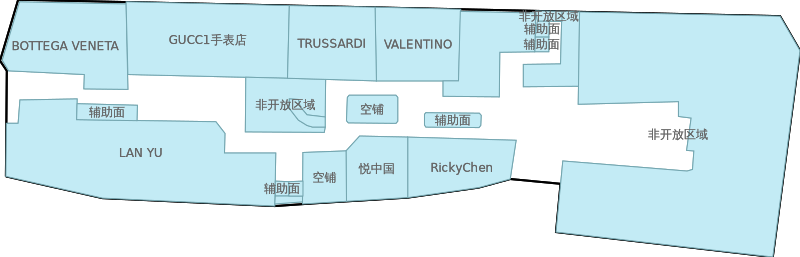 非开放区域
辅助面
辅助面
BOTTEGA VENETA
GUCC1手表店
TRUSSARDI
VALENTINO
非开放区域
空铺
辅助面
辅助面
非开放区域
LAN YU
辅助面
空铺
悦中国
RickyChen